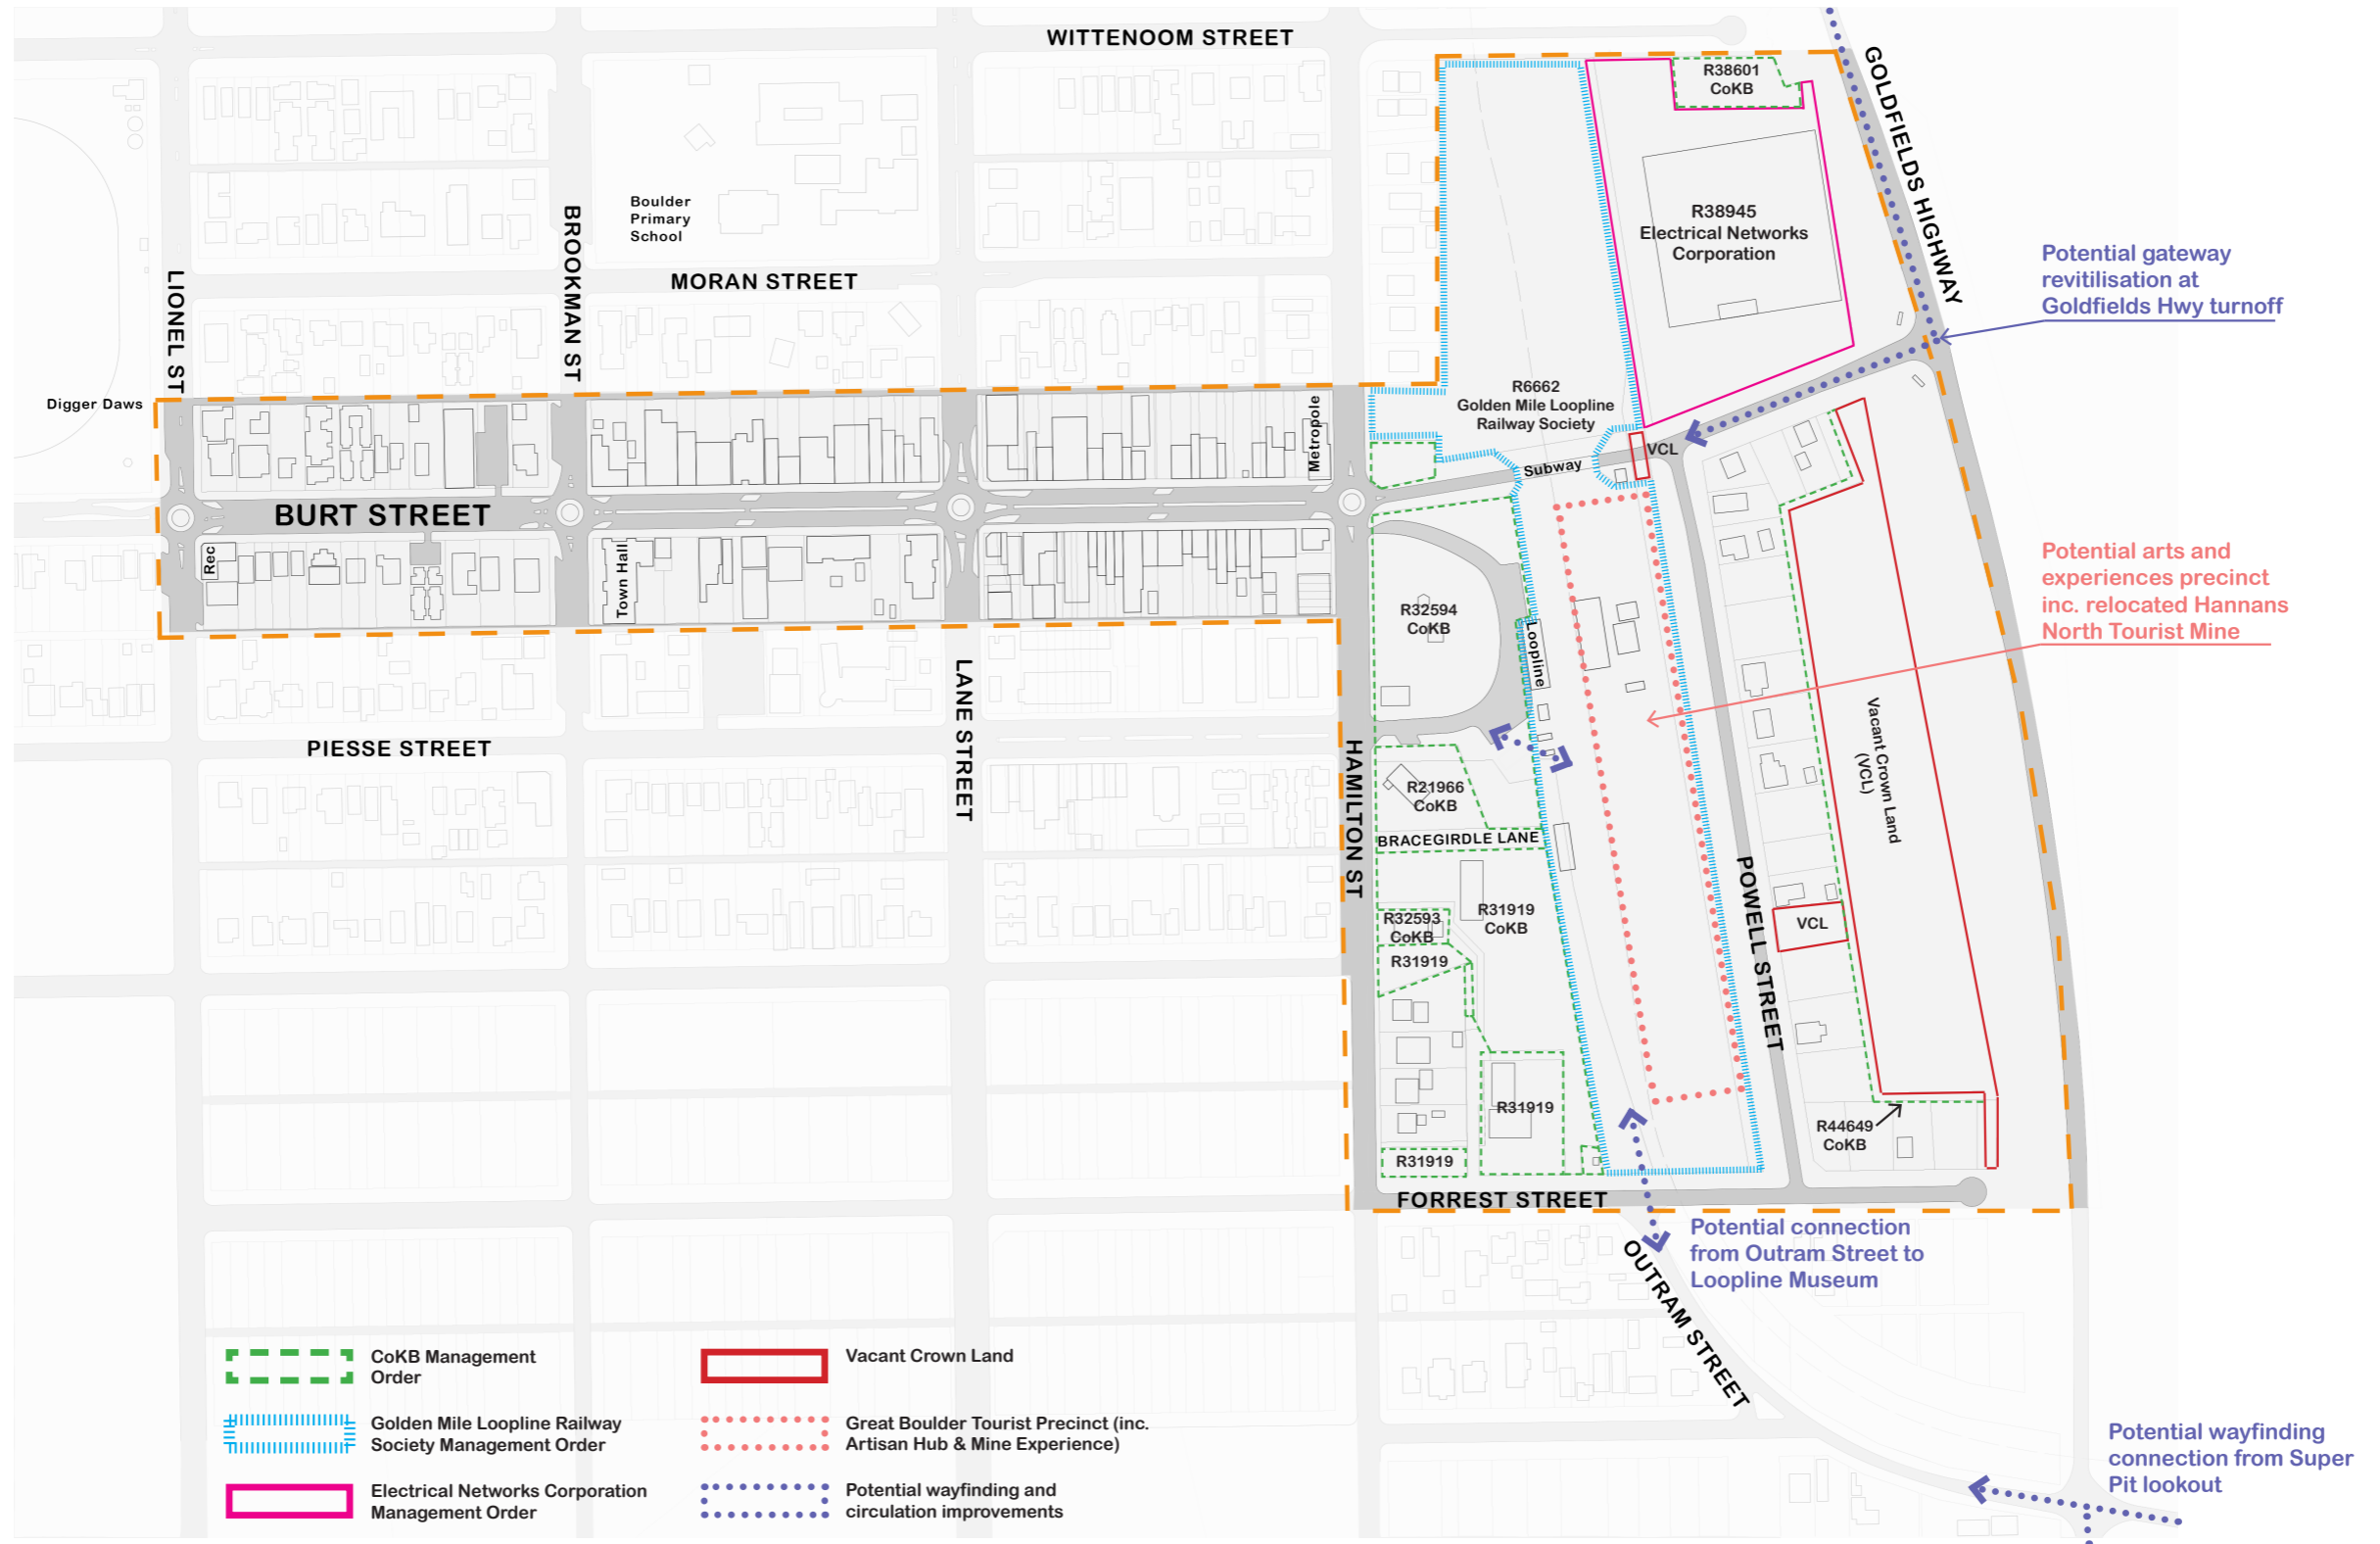 WITTENOOM STREET
GOLDFIELDS HIGHWAY
R38601
CoKB
R38945
Electrical Networks
Corporation
Boulder
Primary
School
BROOKMAN ST
LIONEL ST
MORAN STREET
Potential gateway
revitilisation at
Goldfields Hwy turnoff
Digger Daws
Metropole
R6662
Golden Mile Loopline
Railway Society
VCL
Subway
BURT STREET
Rec
Town Hall
Potential arts and
experiences precinct
inc. relocated Hannans
North Tourist Mine
R32594
CoKB
Loopline
LANE STREET
PIESSE STREET
HAMILTON ST
Vacant Crown Land
(VCL)
R21966
CoKB
BRACEGIRDLE LANE
POWELL STREET
R32593
CoKB
R31919
CoKB
VCL
R31919
R31919
R44649
CoKB
R31919
FORREST STREET
Potential connection
from Outram Street to
Loopline Museum
OUTRAM STREET
CoKB Management
Order
Golden Mile Loopline Railway
Society Management Order
Electrical Networks Corporation
Management Order
Vacant Crown Land
Great Boulder Tourist Precinct (inc.
Artisan Hub & Mine Experience)
Potential wayfinding and
circulation improvements
Potential wayfinding
connection from Super
Pit lookout